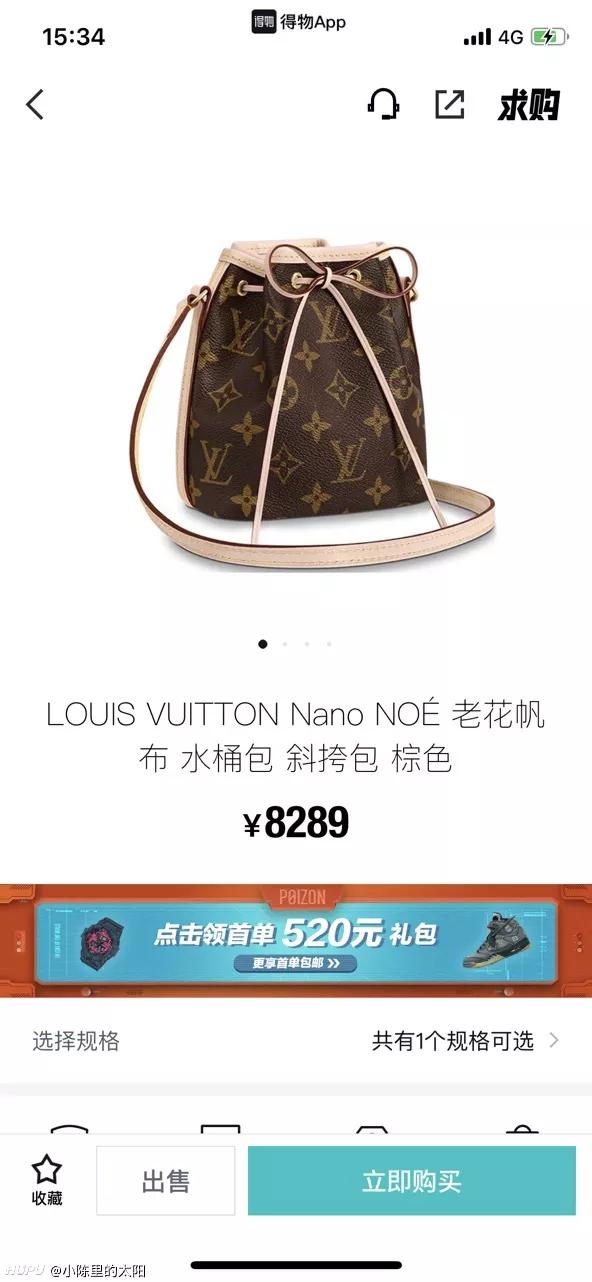 15:34
得物 得物App
4G
求购
LOUIS VUITTON Nano NOÉ 老花帆
布 水桶包 斜挎包 棕色
¥8289
POIZON
点击领首单 520元 礼包
更享首单包邮 》
选择规格
共有1个规格可选
收藏
出售
立即购买
HUPU @小陈里的太阳